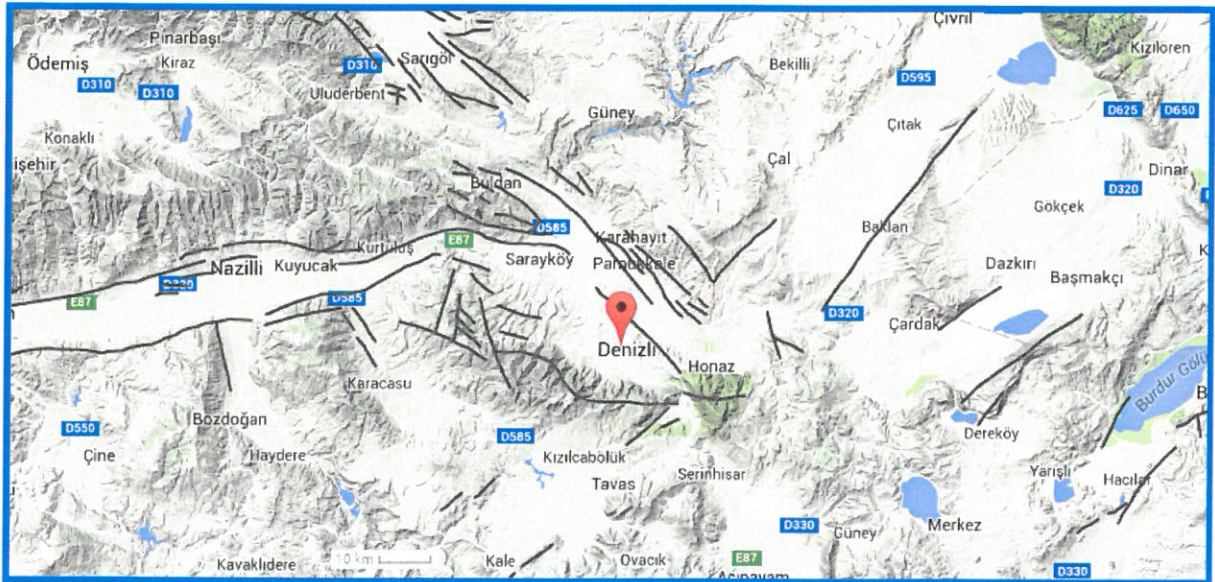 Çivril
Pınarbaşı
Kızılören
Ödemiş
Kiraz
D310
Sarıgöl
Bekilli
D595
D310
D310
Uluderbent
Güney
D625
D650
Konaklı
Çıtak
işehir
Çal
Dinar
Buldan
D320
Gökçek
D585
Baklan
Kurtuluş
E87
Karahayıt
Nazilli
Kuyucak
Sarayköy
Pamukkale
Dazkırı
Başmakçı
D320
E87
D585
D320
Çardak
Denizli
Honaz
Karacasu
Burdur Gölü
Bozdoğan
B
D550
D585
Dereköy
Çine
Haydere
Kızılcabölük
Serinhisar
Yarışlı
Hacılar
Tavas
D330
Güney
Merkez
10 km
Kavaklıdere
Kale
Ovacık
E87
Acıpayam
D330